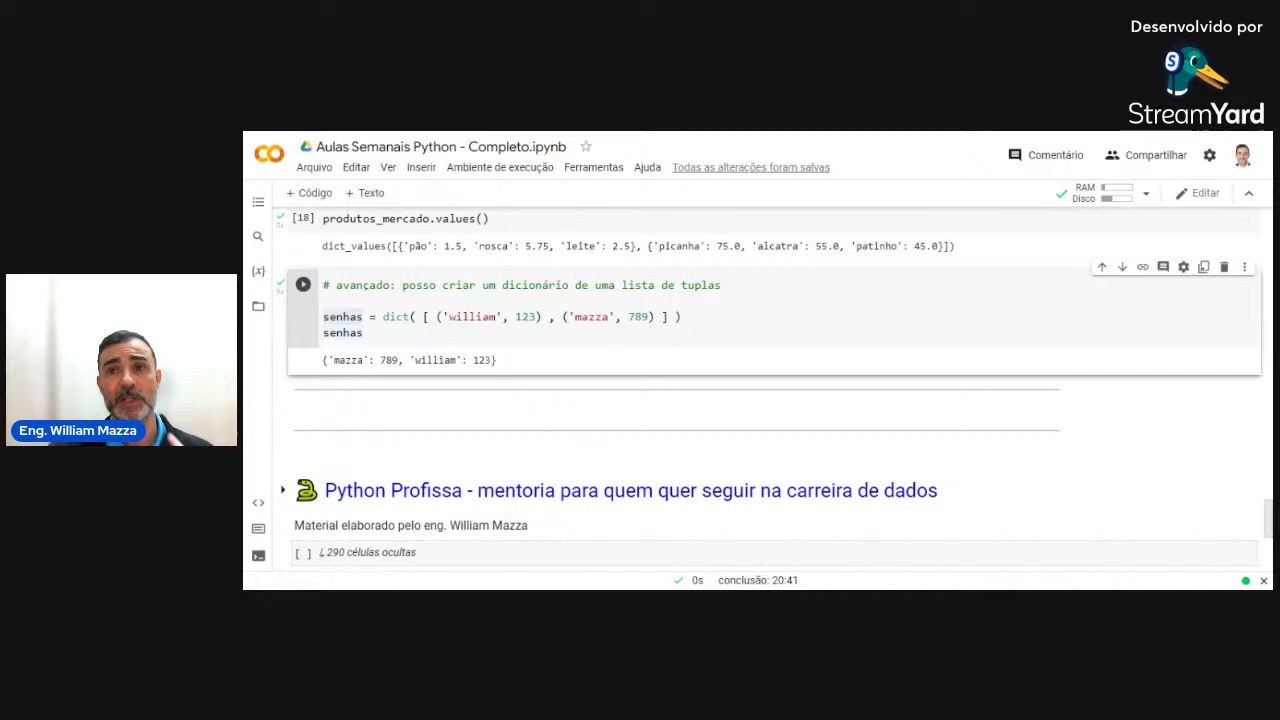 Desenvolvido por
StreamYard
Aulas Semanais Python - Completo.ipynb
Arquivo Editar Ver Inserir Ambiente de execução Ferramentas Ajuda Todas as alterações foram salvas
Comentário Compartilhar
+ Código + Texto
RAM
Disco
Editar
[18] produtos_mercado.values()
0s
dict_values([{'pão': 1.5, 'rosca': 5.75, 'leite': 2.5}, {'picanha': 75.0, 'alcatra': 55.0, 'patinho': 45.0}])
0s
# avançado: posso criar um dicionário de uma lista de tuplas
senhas = dict( [ ('william', 123) , ('mazza', 789) ] )
senhas
{'mazza': 789, 'william': 123}
Eng. William Mazza
Python Profissa - mentoria para quem quer seguir na carreira de dados
Material elaborado pelo eng. William Mazza
[ ] ↳ 290 células ocultas
0s conclusão: 20:41